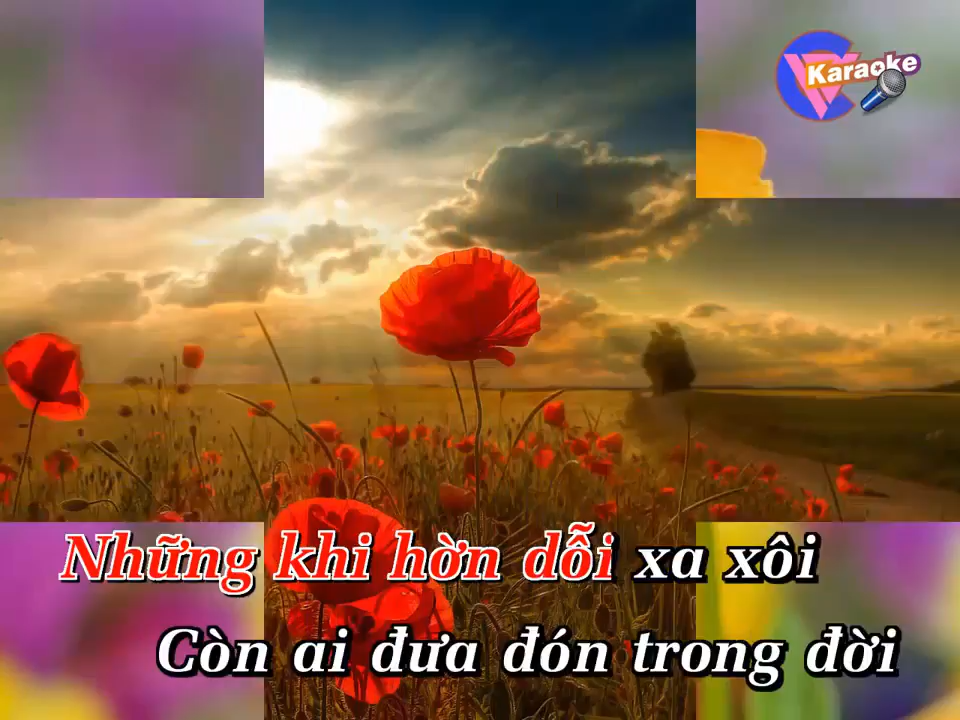 Karaoke
Những khi hờn dỗi xa xôi
Còn ai đưa đón trong đời